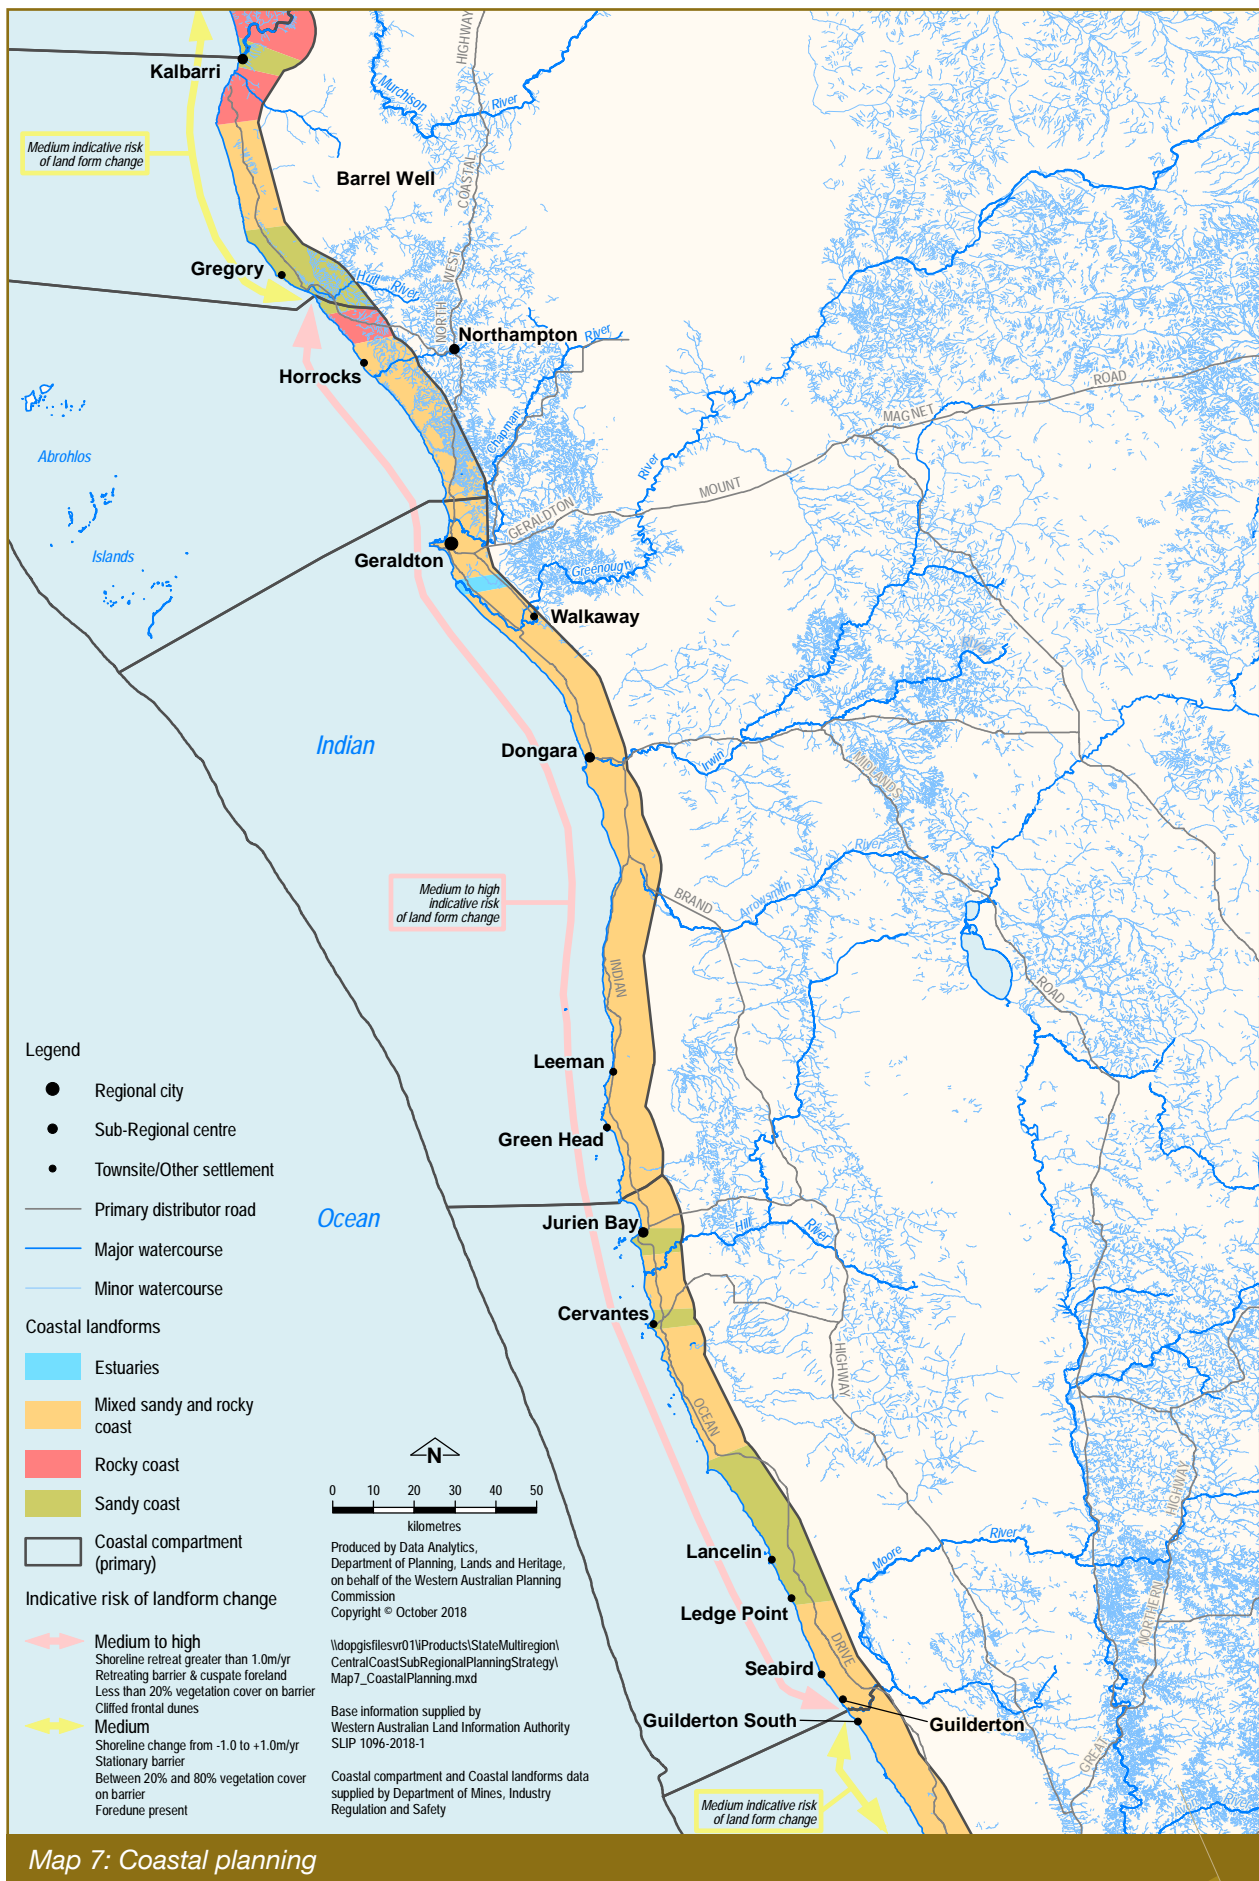 Kalbarri
HIGHWAY
Murchison
River
Medium indicative risk
of land form change
Barrel Well
COASTAL
Gregory
Hutt
River
WEST
NORTH
Northampton
River
Horrocks
ROAD
MAGNET
Chapman
Abrohlos
River
MOUNT
GERALDTON
Islands
Geraldton
Greenough
Walkaway
River
Lockier
Indian
Dongara
Irwin
MIDLANDS
River
Medium to high
indicative risk
of land form change
BRAND
Arrowsmith
INDIAN
ROAD
Leeman
Green Head
Ocean
Jurien Bay
Hill
River
Cervantes
HIGHWAY
OCEAN
Lancelin
Moore
River
HIGHWAY
Ledge Point
NORTHERN
DRIVE
Seabird
Guilderton South
Guilderton
GREAT
Medium indicative risk
of land form change
Legend
Regional city
Sub-Regional centre
Townsite/Other settlement
Primary distributor road
Major watercourse
Minor watercourse
Coastal landforms
Estuaries
Mixed sandy and rocky
coast
Rocky coast
Sandy coast
Coastal compartment
(primary)
Indicative risk of landform change
Medium to high
Shoreline retreat greater than 1.0m/yr
Retreating barrier & cuspate foreland
Less than 20% vegetation cover on barrier
Cliffed frontal dunes
Medium
Shoreline change from -1.0 to +1.0m/yr
Stationary barrier
Between 20% and 80% vegetation cover
on barrier
Foredune present
N
0 10 20 30 40 50
kilometres
Produced by Data Analytics,
Department of Planning, Lands and Heritage,
on behalf of the Western Australian Planning
Commission
Copyright © October 2018
\\dopgisfilesvr01\iProducts\StateMultiregion\
CentralCoastSubRegionalPlanningStrategy\
Map7_CoastalPlanning.mxd
Base information supplied by
Western Australian Land Information Authority
SLIP 1096-2018-1
Coastal compartment and Coastal landforms data
supplied by Department of Mines, Industry
Regulation and Safety
Map 7: Coastal planning